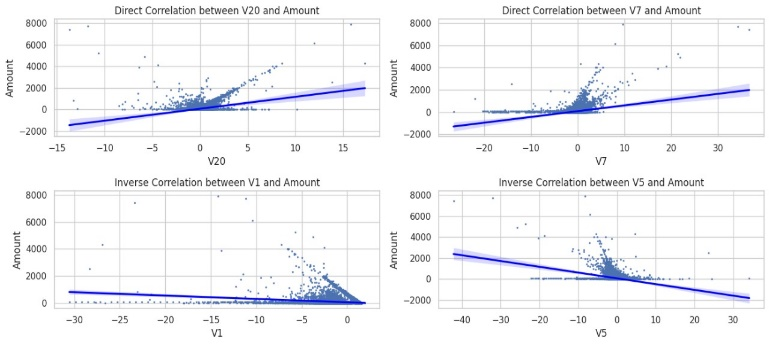 Direct Correlation between V20 and Amount
8000
6000
4000
2000
0
−2000
Amount
−15 −10 −5 0 5 10 15
V20
Direct Correlation between V7 and Amount
8000
6000
4000
2000
0
−2000
Amount
−30 −20 −10 0 10 20 30
V7
Inverse Correlation between V1 and Amount
8000
6000
4000
2000
0
Amount
−30 −25 −20 −15 −10 −5 0
V1
Inverse Correlation between V5 and Amount
8000
6000
4000
2000
0
−2000
Amount
−40 −30 −20 −10 0 10 20 30
V5